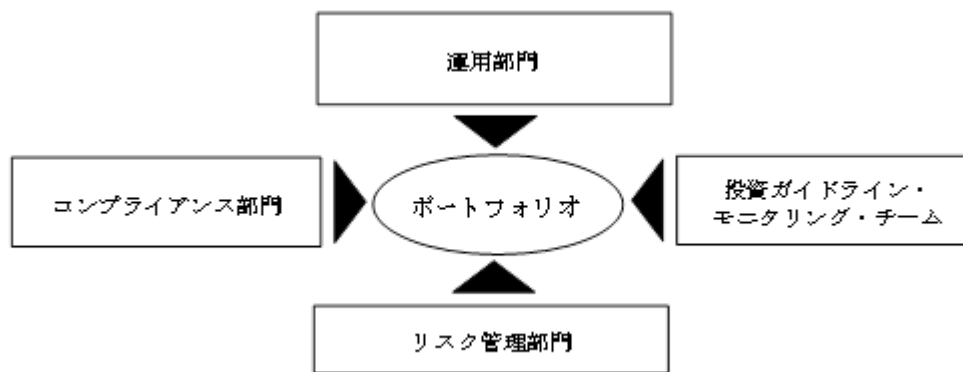 運用部門
コンプライアンス部門
ポートフォリオ
投資ガイドライン・
モニタリング・チーム
リスク管理部門